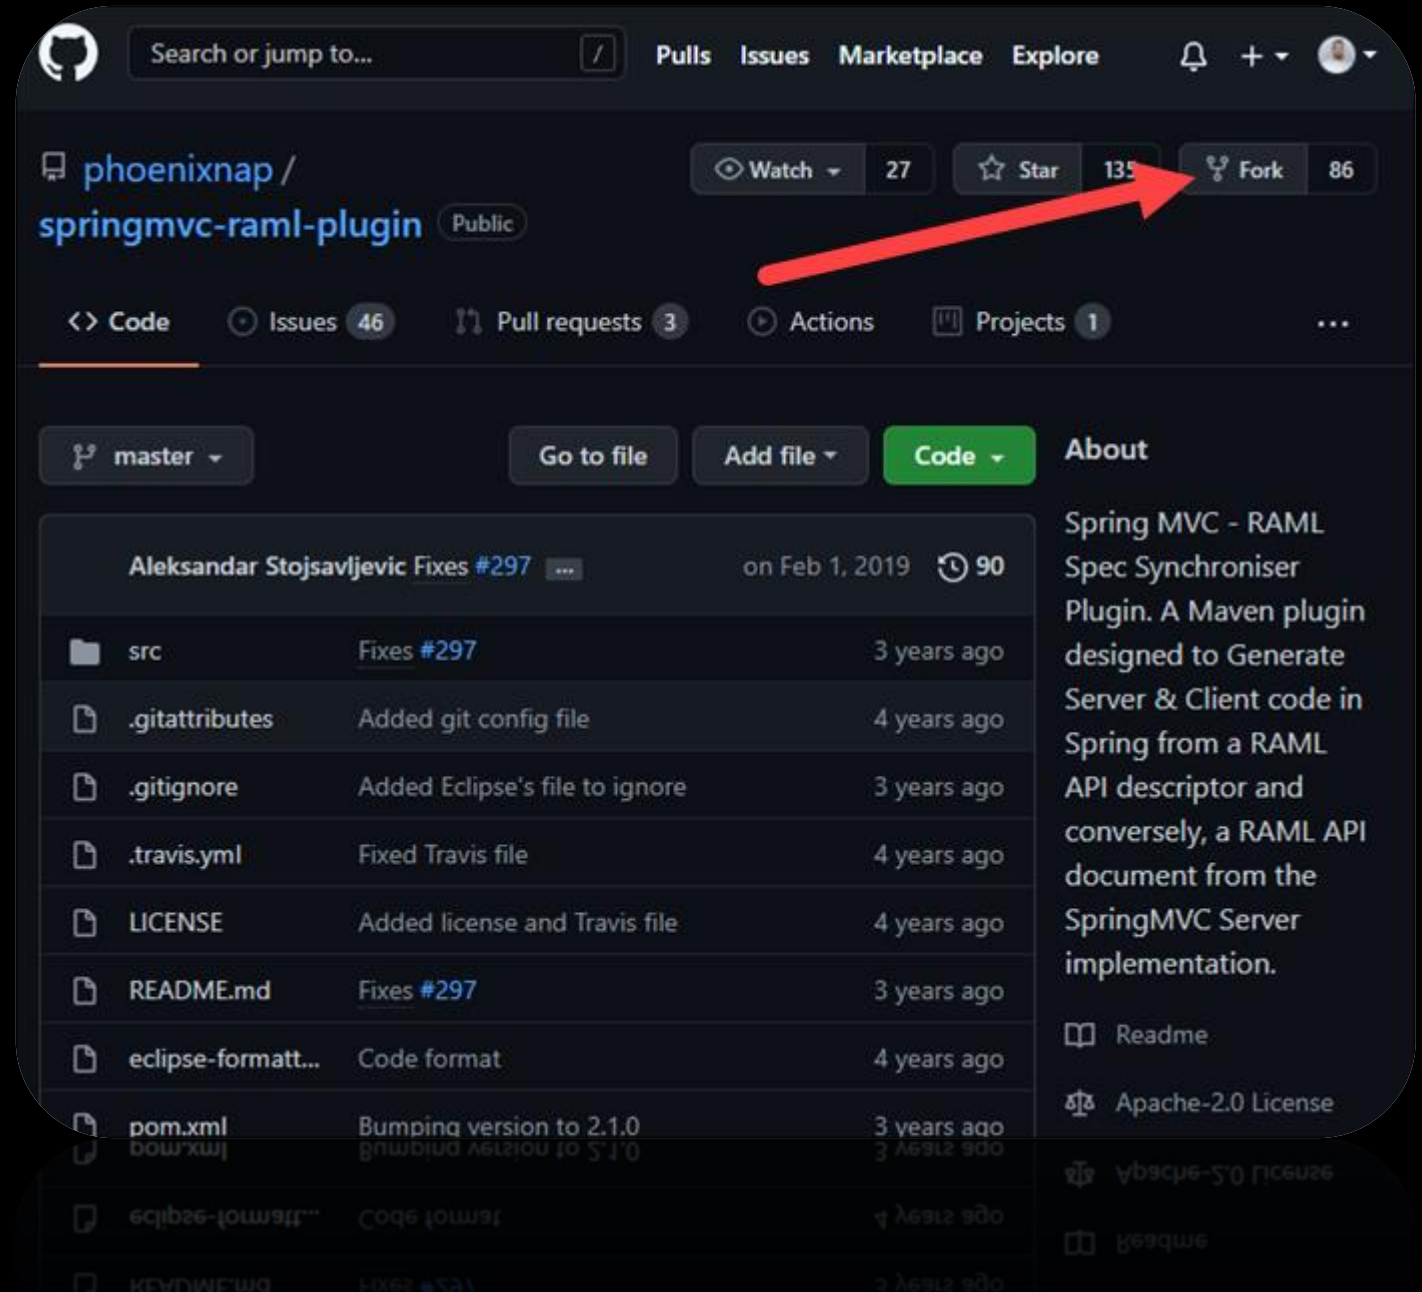 Search or jump to... /
Pulls Issues Marketplace Explore
phoenixnap /
springmvc-raml-plugin Public
Watch 27 Star 135 Fork 86
<> Code Issues 46 Pull requests 3 Actions Projects 1 ...
master Go to file Add file Code
Aleksandar Stojsavljevic Fixes #297 ... on Feb 1, 2019 90
src Fixes #297 3 years ago
.gitattributes Added git config file 4 years ago
.gitignore Added Eclipse's file to ignore 3 years ago
.travis.yml Fixed Travis file 4 years ago
LICENSE Added license and Travis file 4 years ago
README.md Fixes #297 3 years ago
eclipse-formatt... Code format 4 years ago
pom.xml Bumping version to 2.1.0 3 years ago
About
Spring MVC - RAML
Spec Synchroniser
Plugin. A Maven plugin
designed to Generate
Server & Client code in
Spring from a RAML
API descriptor and
conversely, a RAML API
document from the
SpringMVC Server
implementation.
Readme
Apache-2.0 License